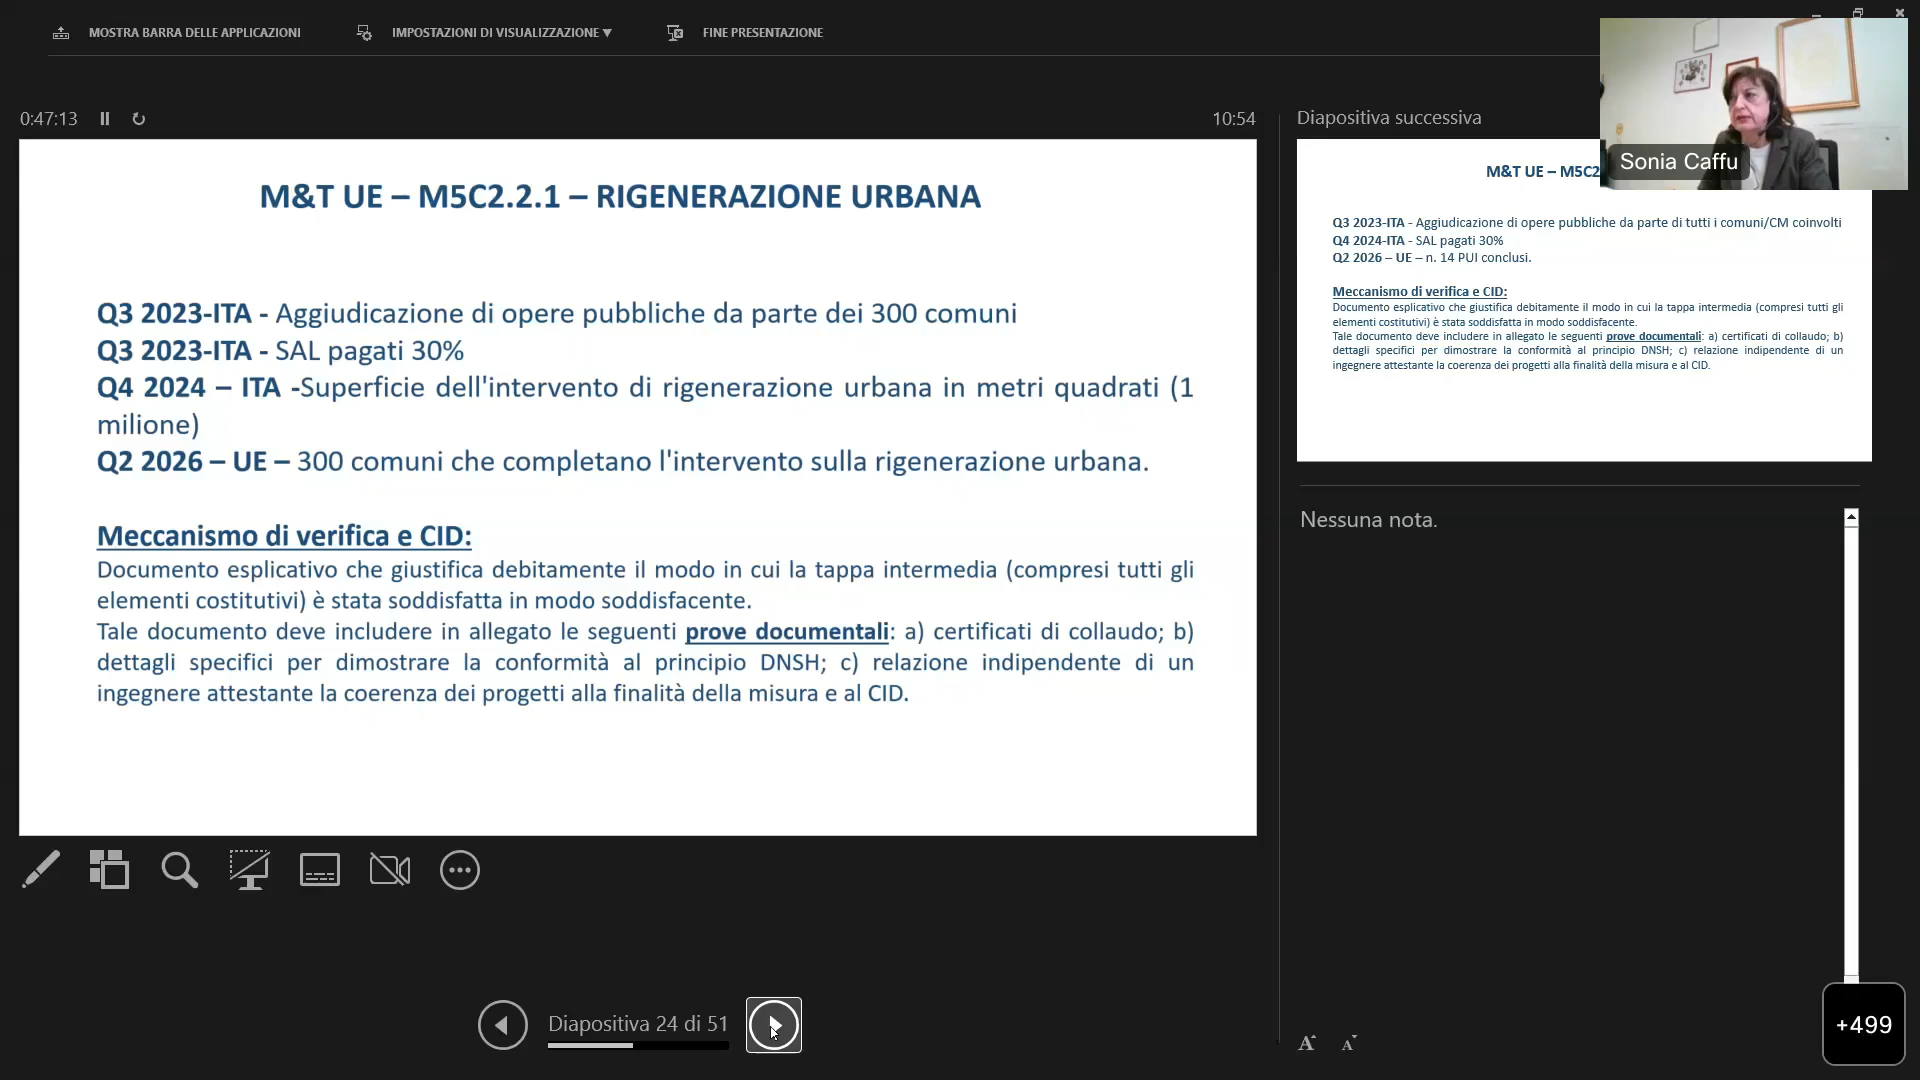 MOSTRA BARRA DELLE APPLICAZIONI
IMPOSTAZIONI DI VISUALIZZAZIONE ▼
FINE PRESENTAZIONE
0:47:13
10:54
M&T UE – M5C2.2.1 – RIGENERAZIONE URBANA
Q3 2023-ITA - Aggiudicazione di opere pubbliche da parte dei 300 comuni
Q3 2023-ITA - SAL pagati 30%
Q4 2024 – ITA -Superficie dell'intervento di rigenerazione urbana in metri quadrati (1
milione)
Q2 2026 – UE – 300 comuni che completano l'intervento sulla rigenerazione urbana.
Meccanismo di verifica e CID:
Documento esplicativo che giustifica debitamente il modo in cui la tappa intermedia (compresi tutti gli
elementi costitutivi) è stata soddisfatta in modo soddisfacente.
Tale documento deve includere in allegato le seguenti prove documentali: a) certificati di collaudo; b)
dettagli specifici per dimostrare la conformità al principio DNSH; c) relazione indipendente di un
ingegnere attestante la coerenza dei progetti alla finalità della misura e al CID.
Diapositiva 24 di 51
Diapositiva successiva
Sonia Caffu
M&T UE – M5C2
Q3 2023-ITA - Aggiudicazione di opere pubbliche da parte di tutti i comuni/CM coinvolti
Q4 2024-ITA - SAL pagati 30%
Q2 2026 – UE – n. 14 PUI conclusi.
Meccanismo di verifica e CID:
Documento esplicativo che giustifica debitamente il modo in cui la tappa intermedia (compresi tutti gli
elementi costitutivi) è stata soddisfatta in modo soddisfacente.
Tale documento deve includere in allegato le seguenti prove documentali: a) certificati di collaudo; b)
dettagli specifici per dimostrare la conformità al principio DNSH; c) relazione indipendente di un
ingegnere attestante la coerenza dei progetti alla finalità della misura e al CID.
Nessuna nota.
A A
+499